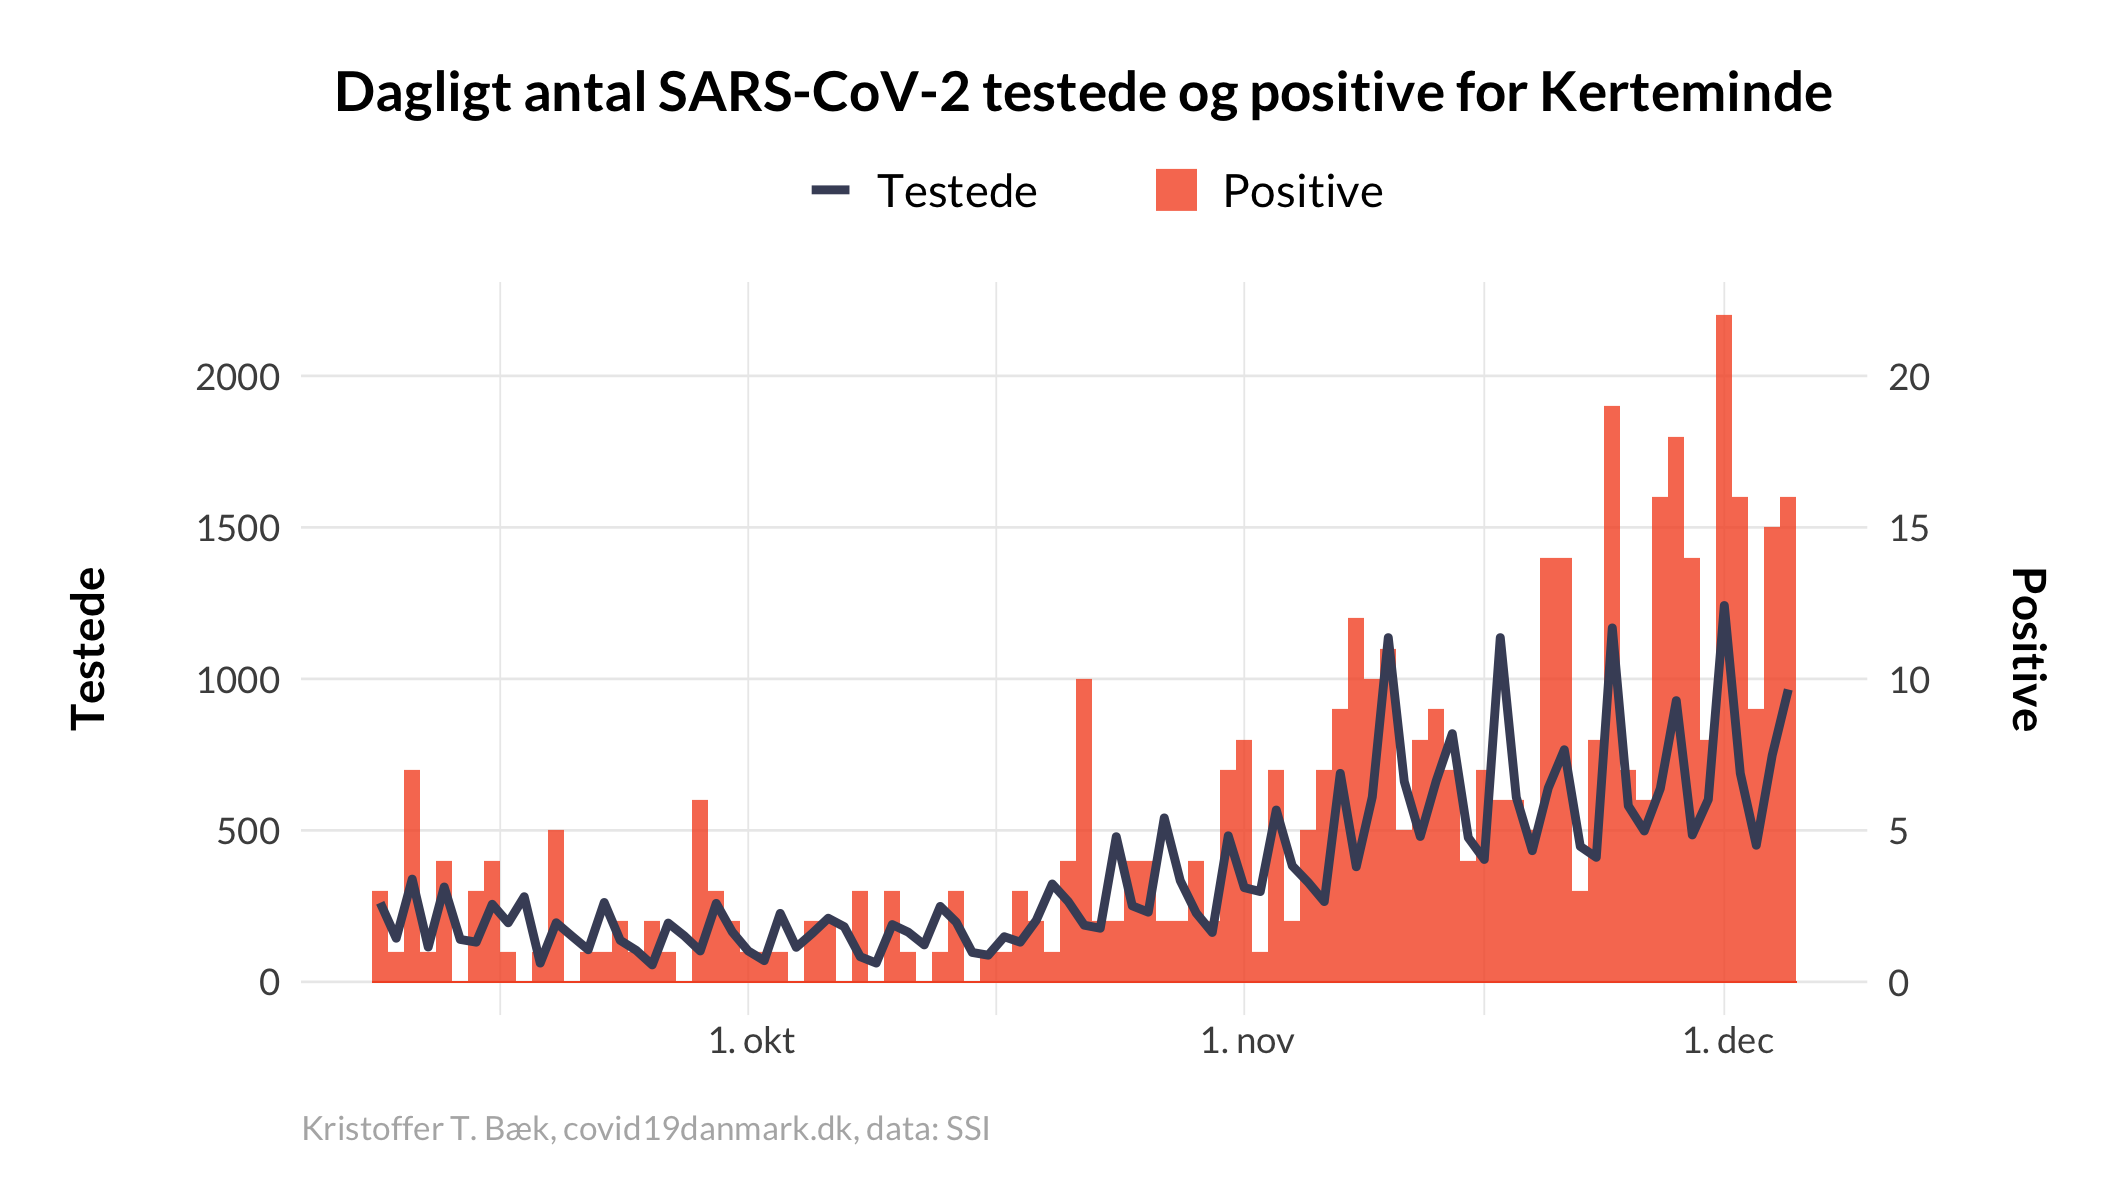 Dagligt antal SARS-CoV-2 testede og positive for Kerteminde
Testede
Positive
2000
1500
1000
500
0
Testede
20
15
10
5
0
Positive
1. okt
1. nov
1. dec
Kristoffer T. Bæk, covid19danmark.dk, data: SSI